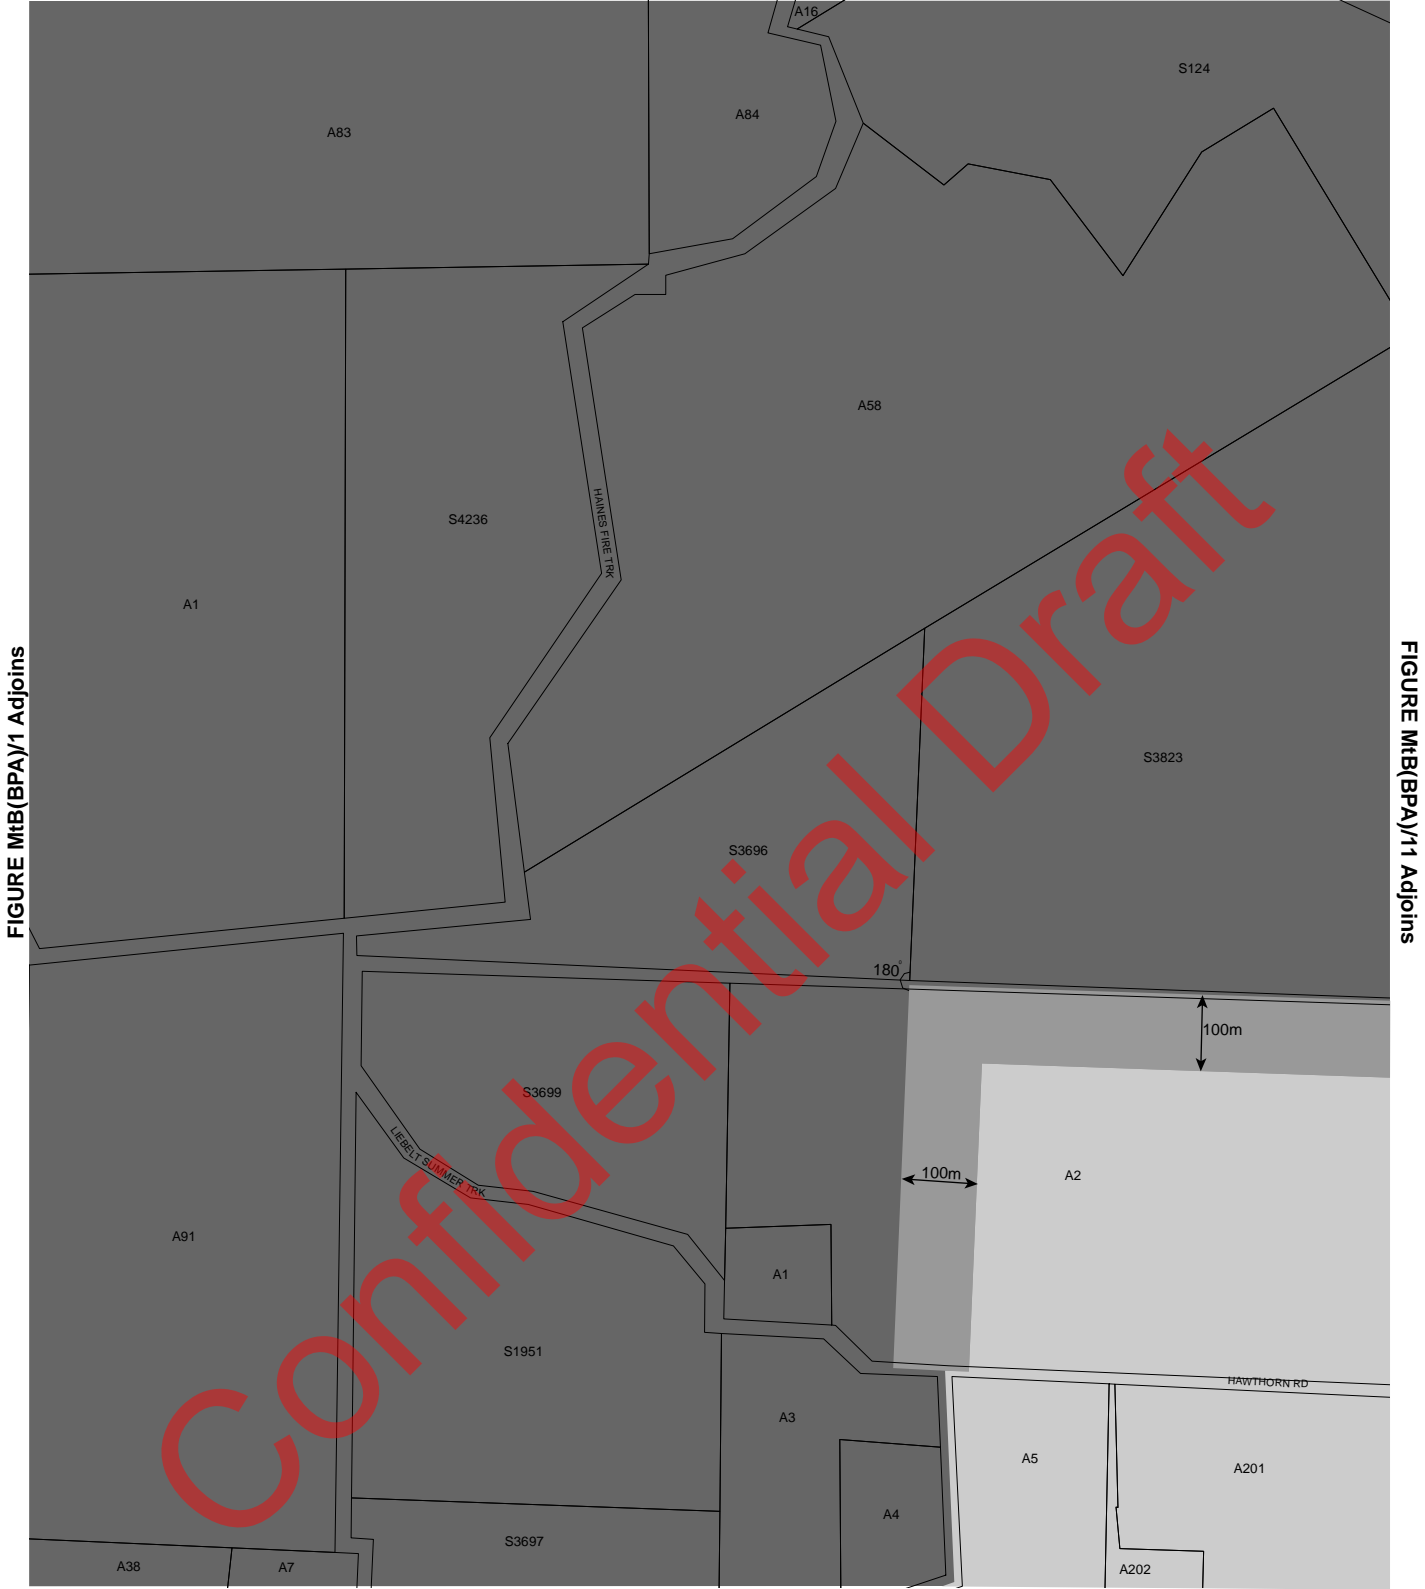 A16
S124
A84
A83
A58
HAINES FIRE TRK
S4236
A1
FIGURE MtB(BPA)/1 Adjoins
FIGURE MtB(BPA)/11 Adjoins
S3823
S3696
180°
100m
S3699
LIEBELT SUMMER TRK
100m
A2
A91
A1
S1951
HAWTHORN RD
A3
A5
A201
A4
S3697
A38
A7
A202
Confidential Draft